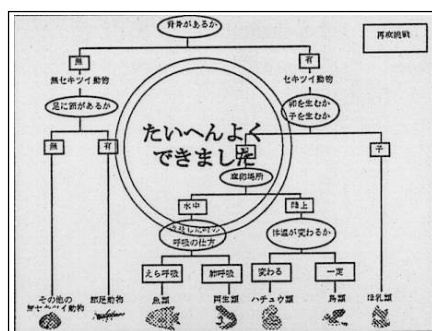 背骨があるか
再度挑戦
無
有
無セキツイ動物
セキツイ動物
足に節があるか
卵を生むか
子を生むか
たいへんよく
できました
無
有
子
産卵場所
水中
陸上
呼吸の仕方
体温が変わるか
えら呼吸
肺呼吸
変わる
一定
その他の
無セキツイ動物
節足動物
魚類
両生類
ハチュウ類
鳥類
ほ乳類